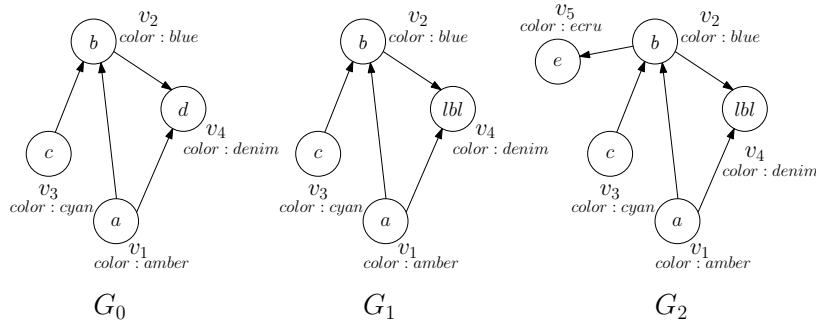 v₂
color : blue
b
d
v₄
color : denim
c
v₃
color : cyan
a
v₁
color : amber
G₀
v₂
color : blue
b
lbl
v₄
color : denim
c
v₃
color : cyan
a
v₁
color : amber
G₁
v₅
color : ecru
e
v₂
color : blue
b
lbl
v₄
color : denim
c
v₃
color : cyan
a
v₁
color : amber
G₂